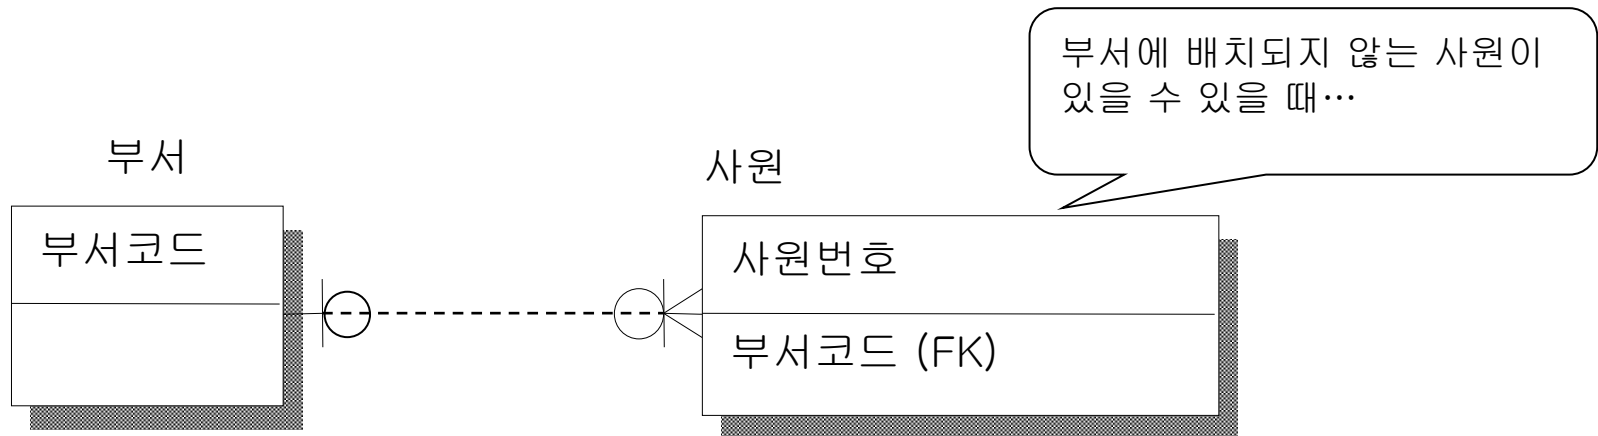 부서에 배치되지 않는 사원이
있을 수 있을 때…
부서
사원
부서코드
사원번호
부서코드 (FK)